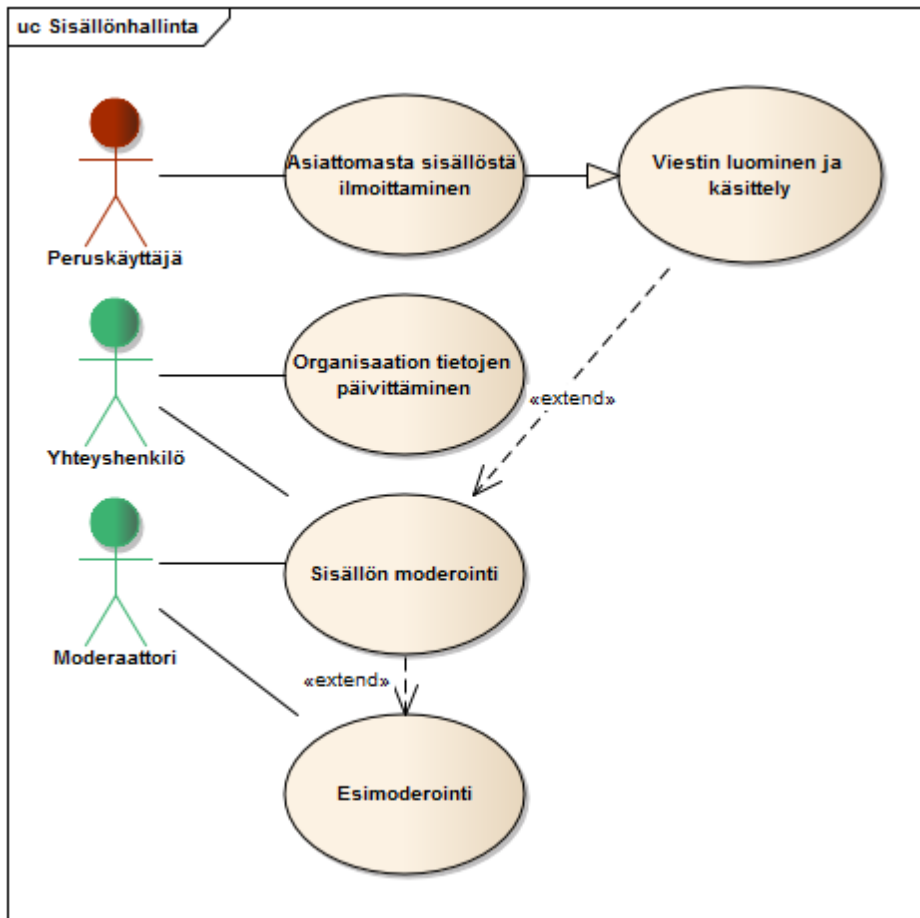 uc Sisällönhallinta
Peruskäyttäjä
Asiattomasta sisällöstä
ilmoittaminen
Viestin luominen ja
käsittely
Yhteyshenkilö
Organisaation tietojen
päivittäminen
«extend»
Moderaattori
Sisällön moderointi
«extend»
Esimoderointi